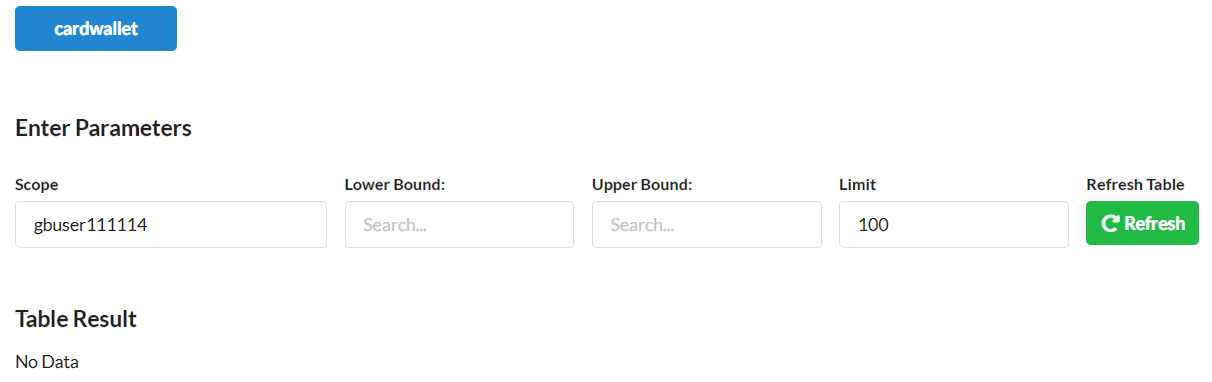 cardwallet
Enter Parameters
Scope Lower Bound: Upper Bound: Limit Refresh Table
gbuser111114 Search... Search... 100 Refresh
Table Result
No Data